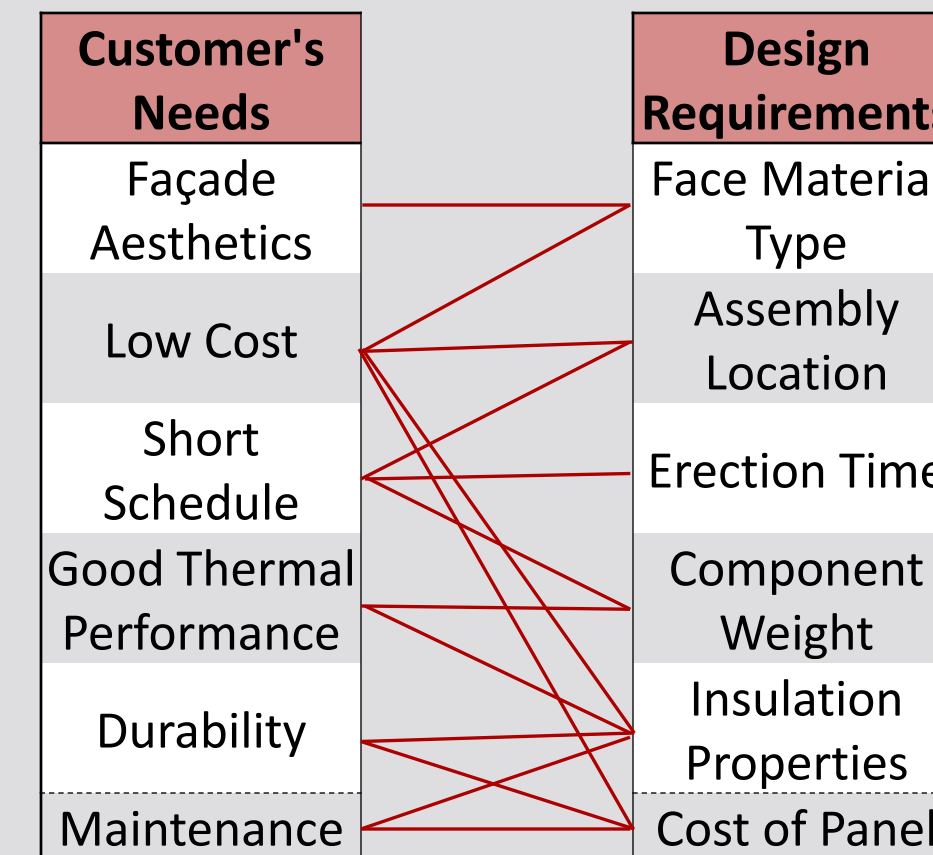 Customer's
Needs
Façade
Aesthetics
Low Cost
Short
Schedule
Good Thermal
Performance
Durability
Maintenance
Design
Requirements
Face Materia
Type
Assembly
Location
Erection Time
Component
Weight
Insulation
Properties
Cost of Panel